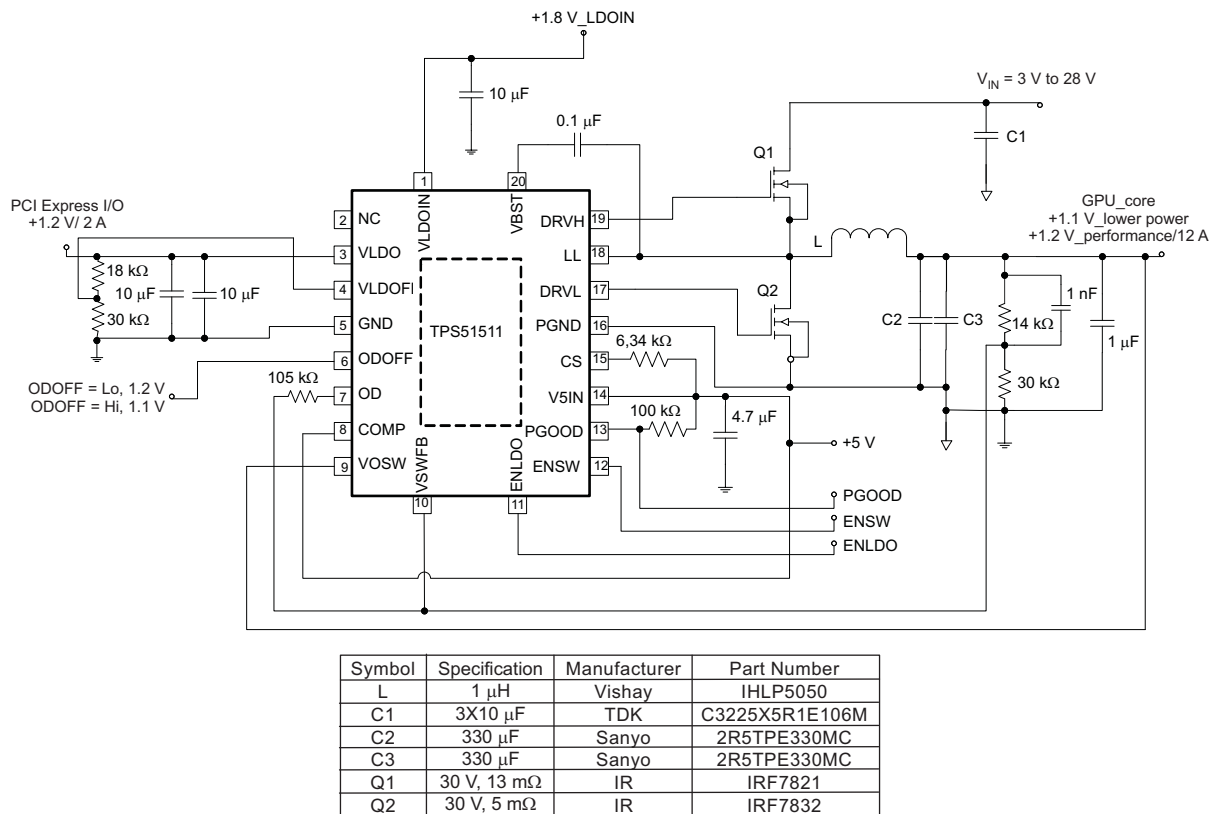 +1.8 V_LDOIN
10 μF
V_IN = 3 V to 28 V
C1
0.1 μF
Q1
1
20
VLDOIN
VBST
PCI Express I/O
+1.2 V/ 2 A
GPU_core
+1.1 V_lower power
+1.2 V_performance/12 A
2
NC
DRVH
19
L
3
VLDO
LL
18
18 kΩ
10 μF
10 μF
30 kΩ
4
VLDOFI
DRVL
17
Q2
1 nF
5
GND
TPS51511
PGND
16
C2
C3
14 kΩ
1 μF
6
ODOFF
CS
15
6,34 kΩ
ODOFF = Lo, 1.2 V
ODOFF = Hi, 1.1 V
105 kΩ
7
OD
V5IN
14
30 kΩ
8
COMP
PGOOD
13
100 kΩ
4.7 μF
+5 V
9
VOSW
ENSW
12
VSWFB
ENLDO
10
11
PGOOD
ENSW
ENLDO
Symbol Specification Manufacturer Part Number
L 1 μH Vishay IHLP5050
C1 3X10 μF TDK C3225X5R1E106M
C2 330 μF Sanyo 2R5TPE330MC
C3 330 μF Sanyo 2R5TPE330MC
Q1 30 V, 13 mΩ IR IRF7821
Q2 30 V, 5 mΩ IR IRF7832